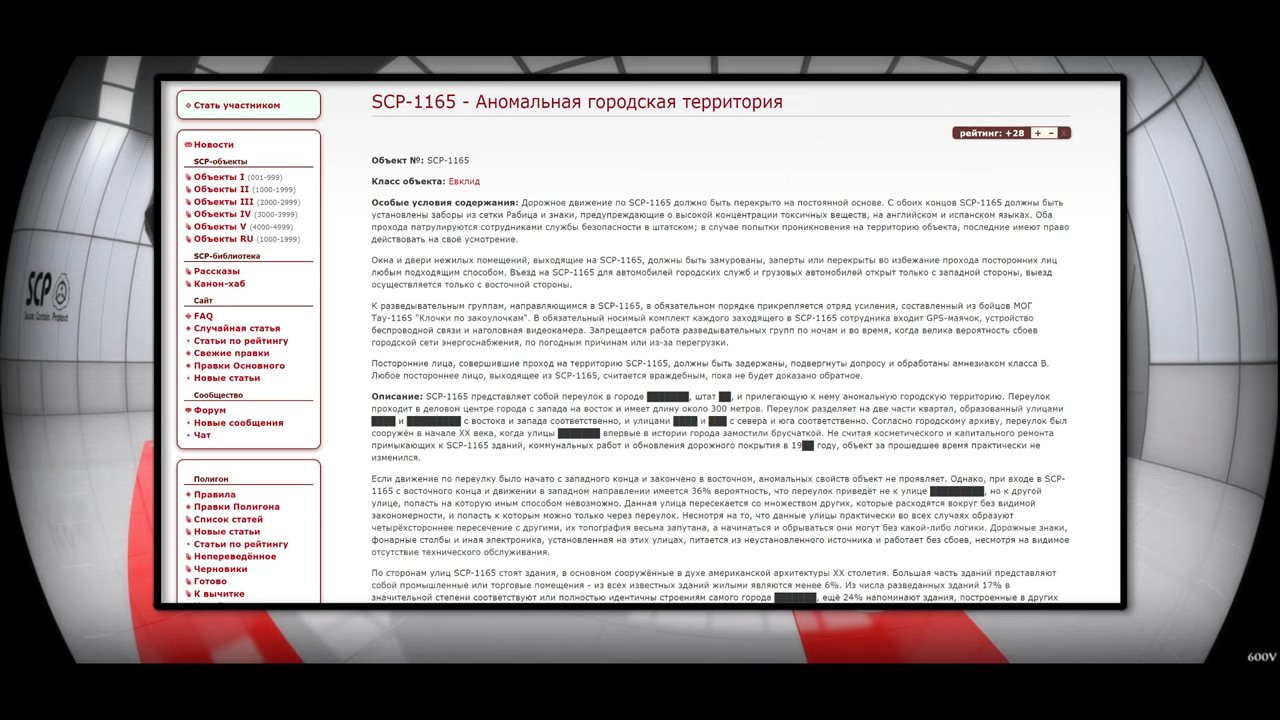 Стать участником
Новости
SCP-объекты
Объекты I (001-999)
Объекты II (1000-1999)
Объекты III (2000-2999)
Объекты IV (3000-3999)
Объекты V (4000-4999)
Объекты RU (1000-1999)
SCP-библиотека
Рассказы
Канон-хаб
Сайт
FAQ
Случайная статья
Статьи по рейтингу
Свежие правки
Правки Основного
Новые статьи
Сообщество
Форум
Новые сообщения
Чат
Полигон
Правила
Правки Полигона
Список статей
Новые статьи
Статьи по рейтингу
Непереведённое
Черновики
Готово
К вычитке
SCP-1165 - Аномальная городская территория
рейтинг: +28 + – X
Объект №: SCP-1165
Класс объекта: Евклид
Особые условия содержания: Дорожное движение по SCP-1165 должно быть перекрыто на постоянной основе. С обоих концов SCP-1165 должны быть
установлены заборы из сетки Рабица и знаки, предупреждающие о высокой концентрации токсичных веществ, на английском и испанском языках. Оба
прохода патрулируются сотрудниками службы безопасности в штатском; в случае попытки проникновения на территорию объекта, последние имеют право
действовать на своё усмотрение.
Окна и двери нежилых помещений, выходящие на SCP-1165, должны быть замурованы, заперты или перекрыты во избежание прохода посторонних лиц
любым подходящим способом. Въезд на SCP-1165 для автомобилей городских служб и грузовых автомобилей открыт только с западной стороны, выезд
осуществляется только с восточной стороны.
К разведывательным группам, направляющимся в SCP-1165, в обязательном порядке прикрепляется отряд усиления, составленный из бойцов МОГ
Тау-1165 "Клочки по закоулочкам". В обязательный носимый комплект каждого заходящего в SCP-1165 сотрудника входит GPS-маячок, устройство
беспроводной связи и наголовная видеокамера. Запрещается работа разведывательных групп по ночам и во время, когда велика вероятность сбоев
городской сети энергоснабжения, по погодным причинам или из-за перегрузки.
Посторонние лица, совершившие проход на территорию SCP-1165, должны быть задержаны, подвергнуты допросу и обработаны амнезиаком класса B.
Любое постороннее лицо, выходящее из SCP-1165, считается враждебным, пока не будет доказано обратное.
Описание: SCP-1165 представляет собой переулок в городе ███████, штат ██, и прилегающую к нему аномальную городскую территорию. Переулок
проходит в деловом центре города с запада на восток и имеет длину около 300 метров. Переулок разделяет на две части квартал, образованный улицами
████ и █████████ с востока и запада соответственно, и улицами ████ и ███ с севера и юга соответственно. Согласно городскому архиву, переулок был
сооружён в начале XX века, когда улицы ███████ впервые в истории города замостили брусчаткой. Не считая косметического и капитального ремонта
примыкающих к SCP-1165 зданий, коммунальных работ и обновления дорожного покрытия в 19██ году, объект за прошедшее время практически не
изменился.
Если движение по переулку было начато с западного конца и закончено в восточном, аномальных свойств объект не проявляет. Однако, при входе в SCP-
1165 с восточного конца и движении в западном направлении имеется 36% вероятность, что переулок приведёт не к улице █████████, но к другой
улице, попасть на которую иным способом невозможно. Данная улица пересекается со множеством других, которые расходятся вокруг без видимой
закономерности, и попасть к которым можно только через переулок. Несмотря на то, что данные улицы практически во всех случаях образуют
четырёхстороннее пересечение с другими, их топография весьма запутана, а начинаться и обрываться они могут без какой-либо логики. Дорожные знаки,
фонарные столбы и иная электроника, установленная на этих улицах, питается из неустановленного источника и работает без сбоев, несмотря на видимое
отсутствие технического обслуживания.
По сторонам улиц SCP-1165 стоят здания, в основном сооружённые в духе американской архитектуры XX столетия. Большая часть зданий представляют
собой промышленные или торговые помещения - из всех известных зданий жилыми являются менее 6%. Из числа разведанных зданий 17% в
значительной степени соответствуют или полностью идентичны строениям самого города ███████, ещё 24% напоминают здания, построенные в других
SCP
Secure. Contain. Protect
600V